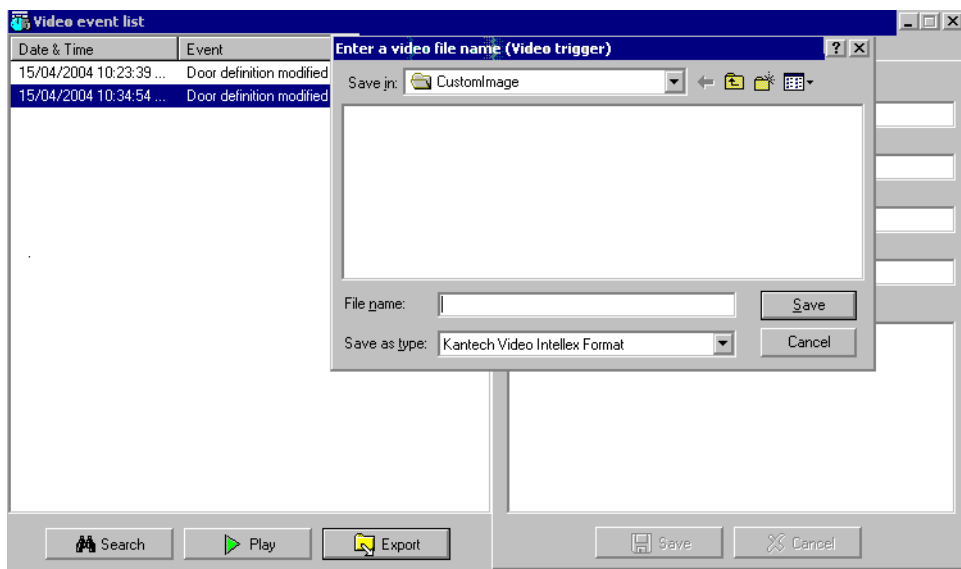 Video event list
Date & Time Event
15/04/2004 10:23:39 ... Door definition modified
15/04/2004 10:34:54 ... Door definition modified
Enter a video file name (Video trigger)
Save in: CustomImage
File name:
Save
Save as type: Kantech Video Intellex Format
Cancel
Search Play Export Save Cancel